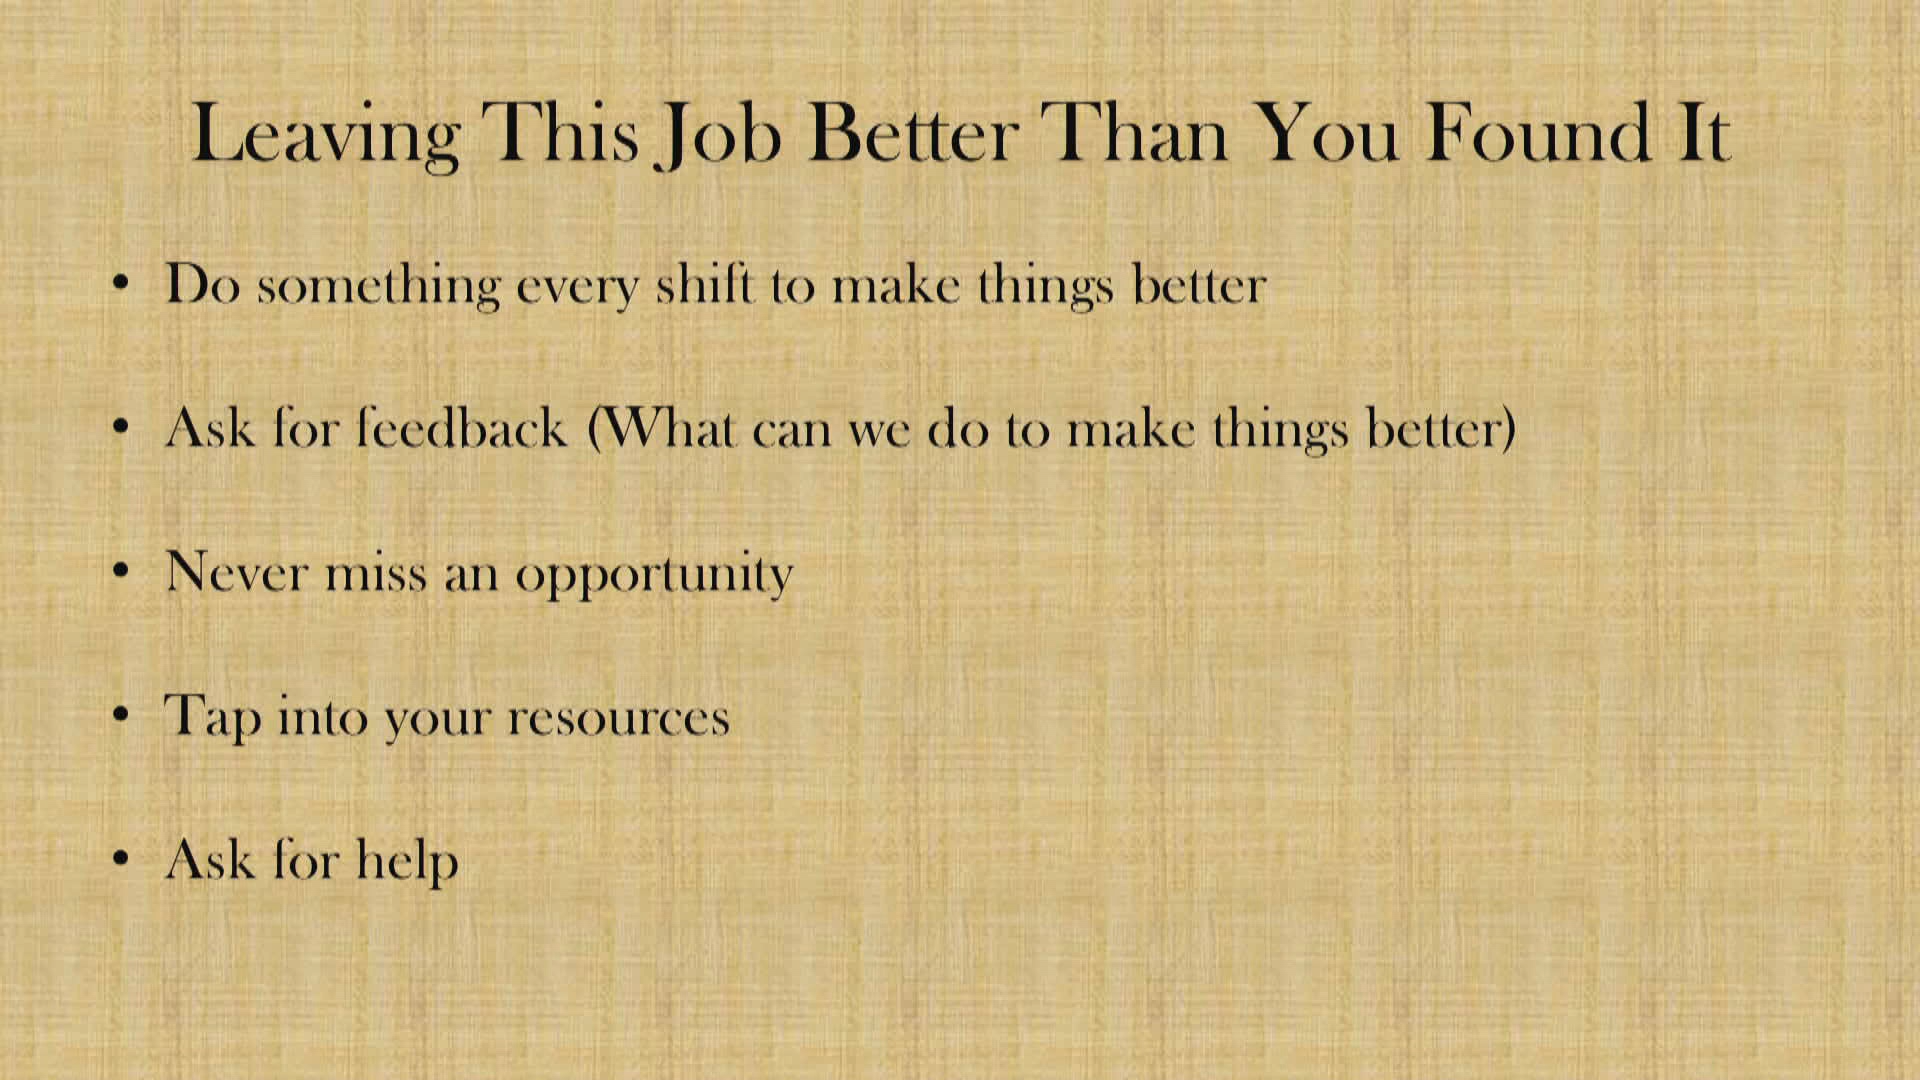 Leaving This Job Better Than You Found It
• Do something every shift to make things better
• Ask for feedback (What can we do to make things better)
• Never miss an opportunity
• Tap into your resources
• Ask for help